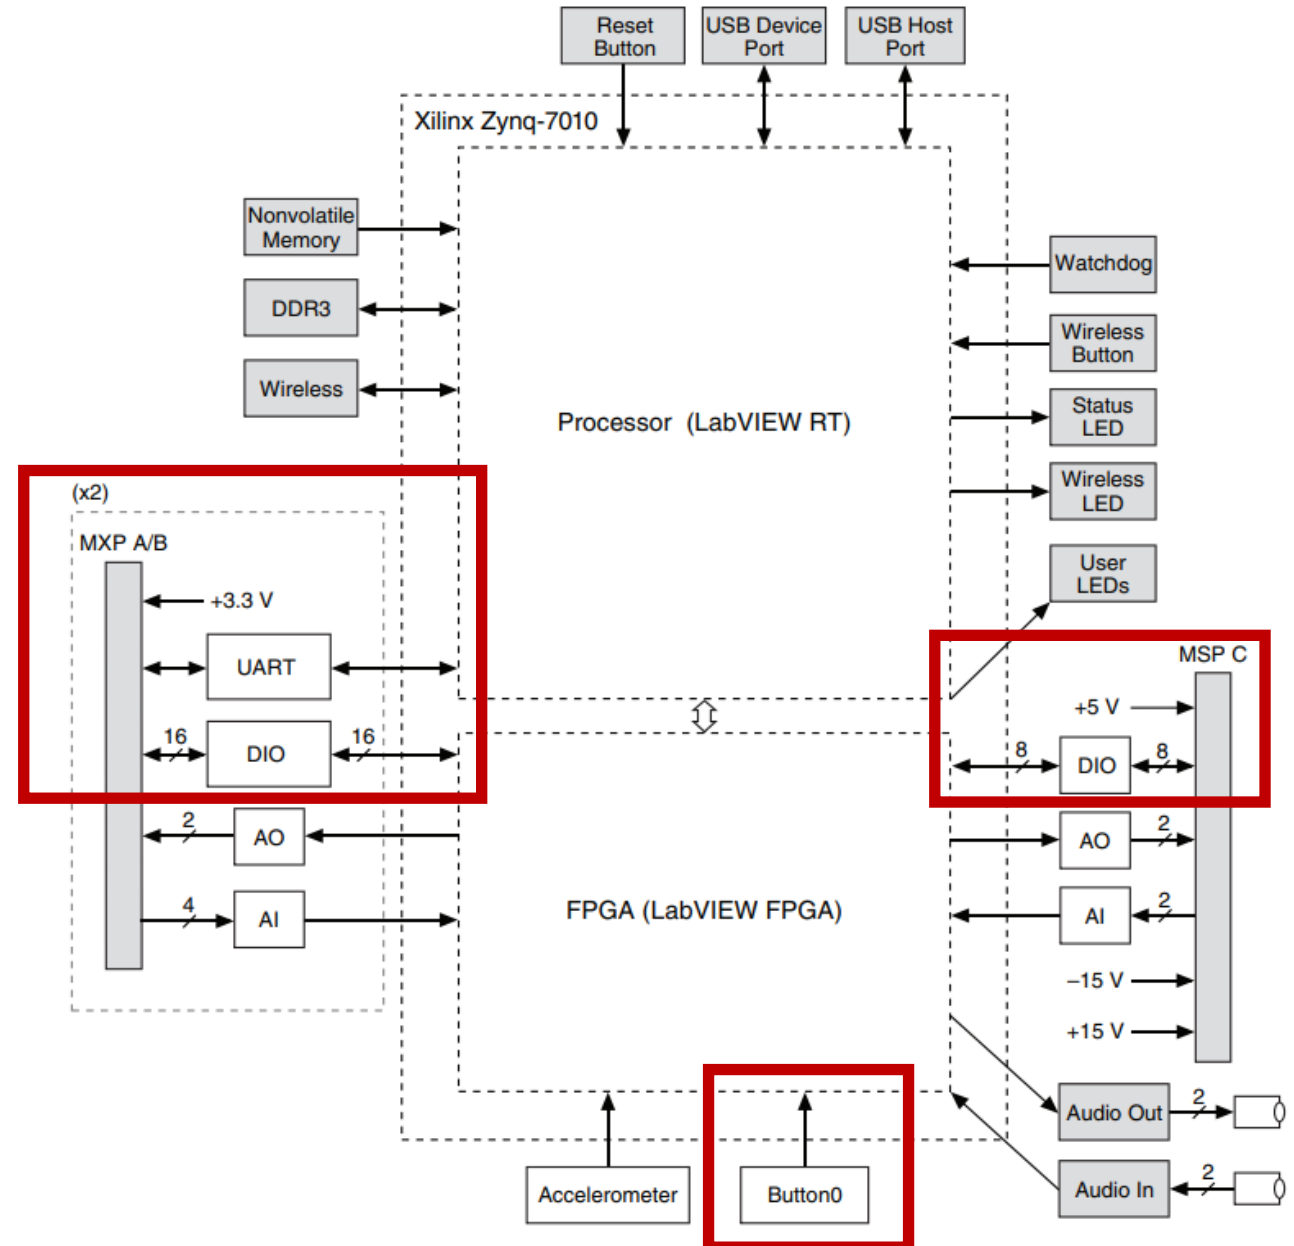 Reset
Button
USB Device
Port
USB Host
Port
Xilinx Zynq-7010
Nonvolatile
Memory
DDR3
Wireless
Processor (LabVIEW RT)
Watchdog
Wireless
Button
Status
LED
Wireless
LED
User
LEDs
(x2)
MXP A/B
+3.3 V
UART
16
DIO
16
2
AO
4
AI
FPGA (LabVIEW FPGA)
MSP C
+5 V
8
DIO
8
AO
2
AI
2
–15 V
+15 V
Audio Out
2
Audio In
2
Accelerometer
Button0